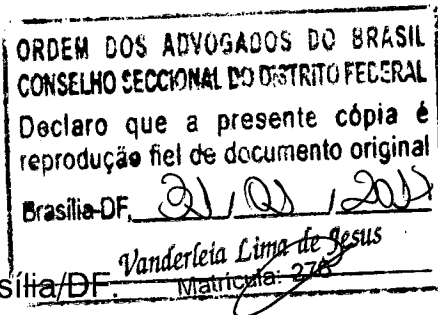 ORDEM DOS ADVOGADOS DO BRASIL
CONSELHO SECCIONAL DO DISTRITO FEDERAL
Declaro que a presente cópia é
reprodução fiel de documento original
Brasília-DF,
Vanderleia Lima de Jesus
sília/DF. Matrícula: 278